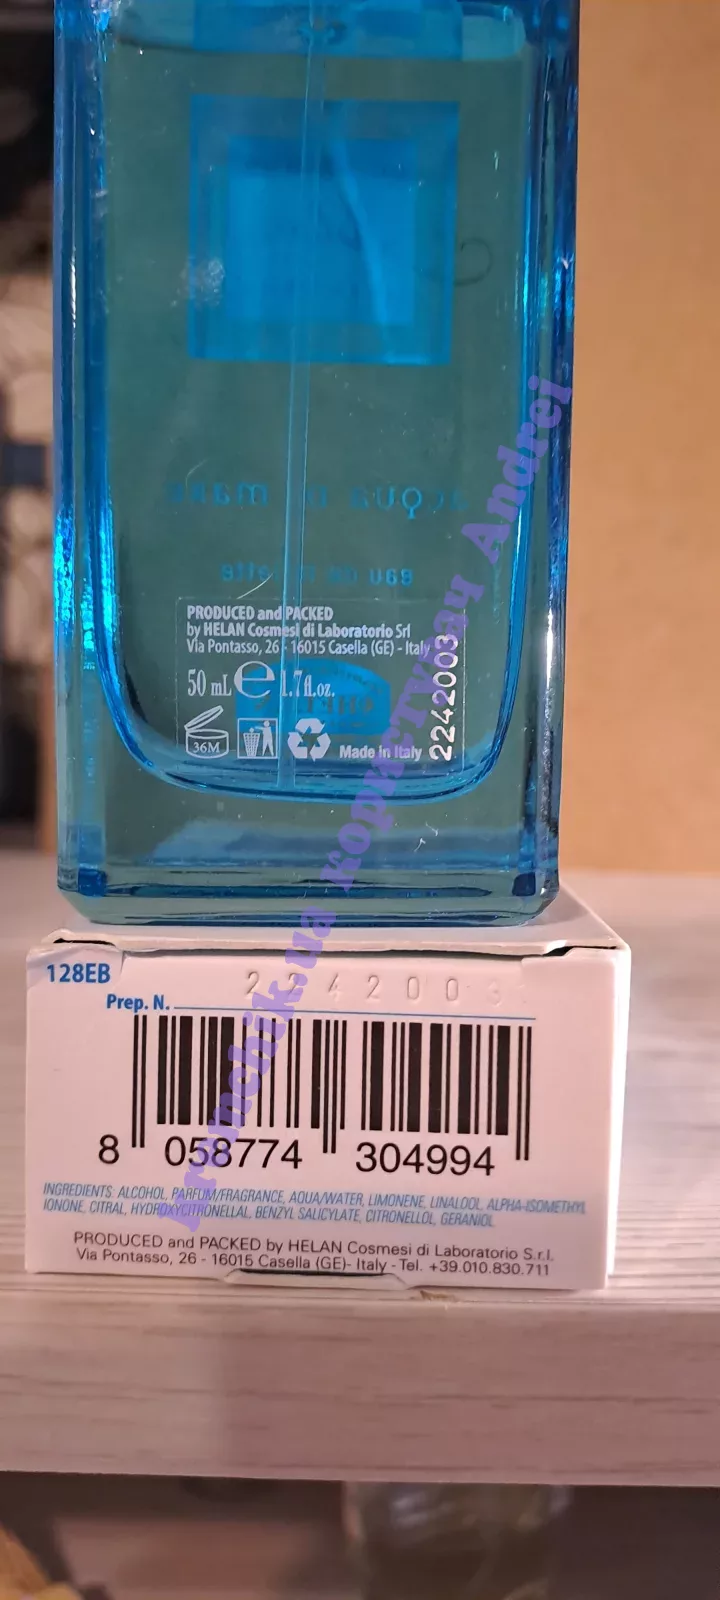 acqua di mare
eau de toilette
PRODUCED and PACKED
by HELAN Cosmesi di Laboratorio Srl
Via Pontasso, 26 - 16015 Casella (GE) - Italy
50 mL e 1.7fl.oz.
36M
Made in Italy
2242003
128EB
2242003
Prep. N.
8 058774 304994
INGREDIENTS: ALCOHOL, PARFUM/FRAGRANCE, AQUA/WATER, LIMONENE, LINALOOL, ALPHA-ISOMETHYL
IONONE, CITRAL, HYDROXYCITRONELLAL, BENZYL SALICYLATE, CITRONELLOL, GERANIOL
PRODUCED and PACKED by HELAN Cosmesi di Laboratorio S.r.l.
Via Pontasso, 26 - 16015 Casella (GE)- Italy - Tel. +39.010.830.711
kramchik.ua користувач Andrei